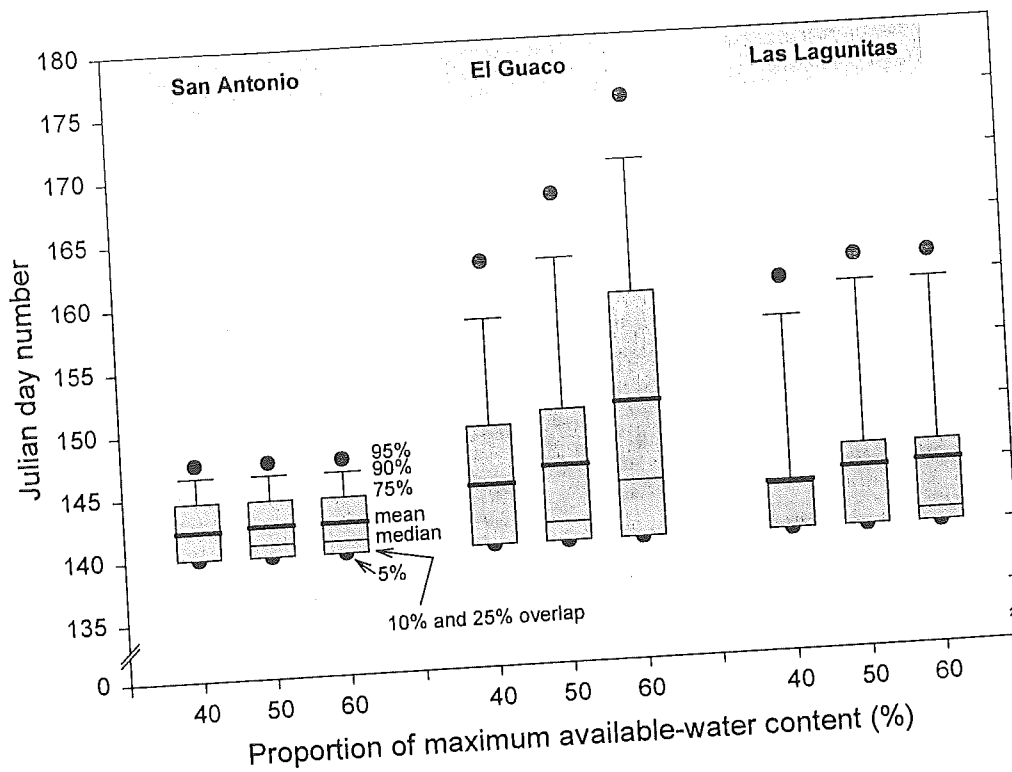 180
175
170
165
160
155
150
145
140
135
0
Julian day number
San Antonio
El Guaco
Las Lagunitas
95%
90%
75%
mean
median
5%
10% and 25% overlap
40 50 60 40 50 60 40 50 60
Proportion of maximum available-water content (%)